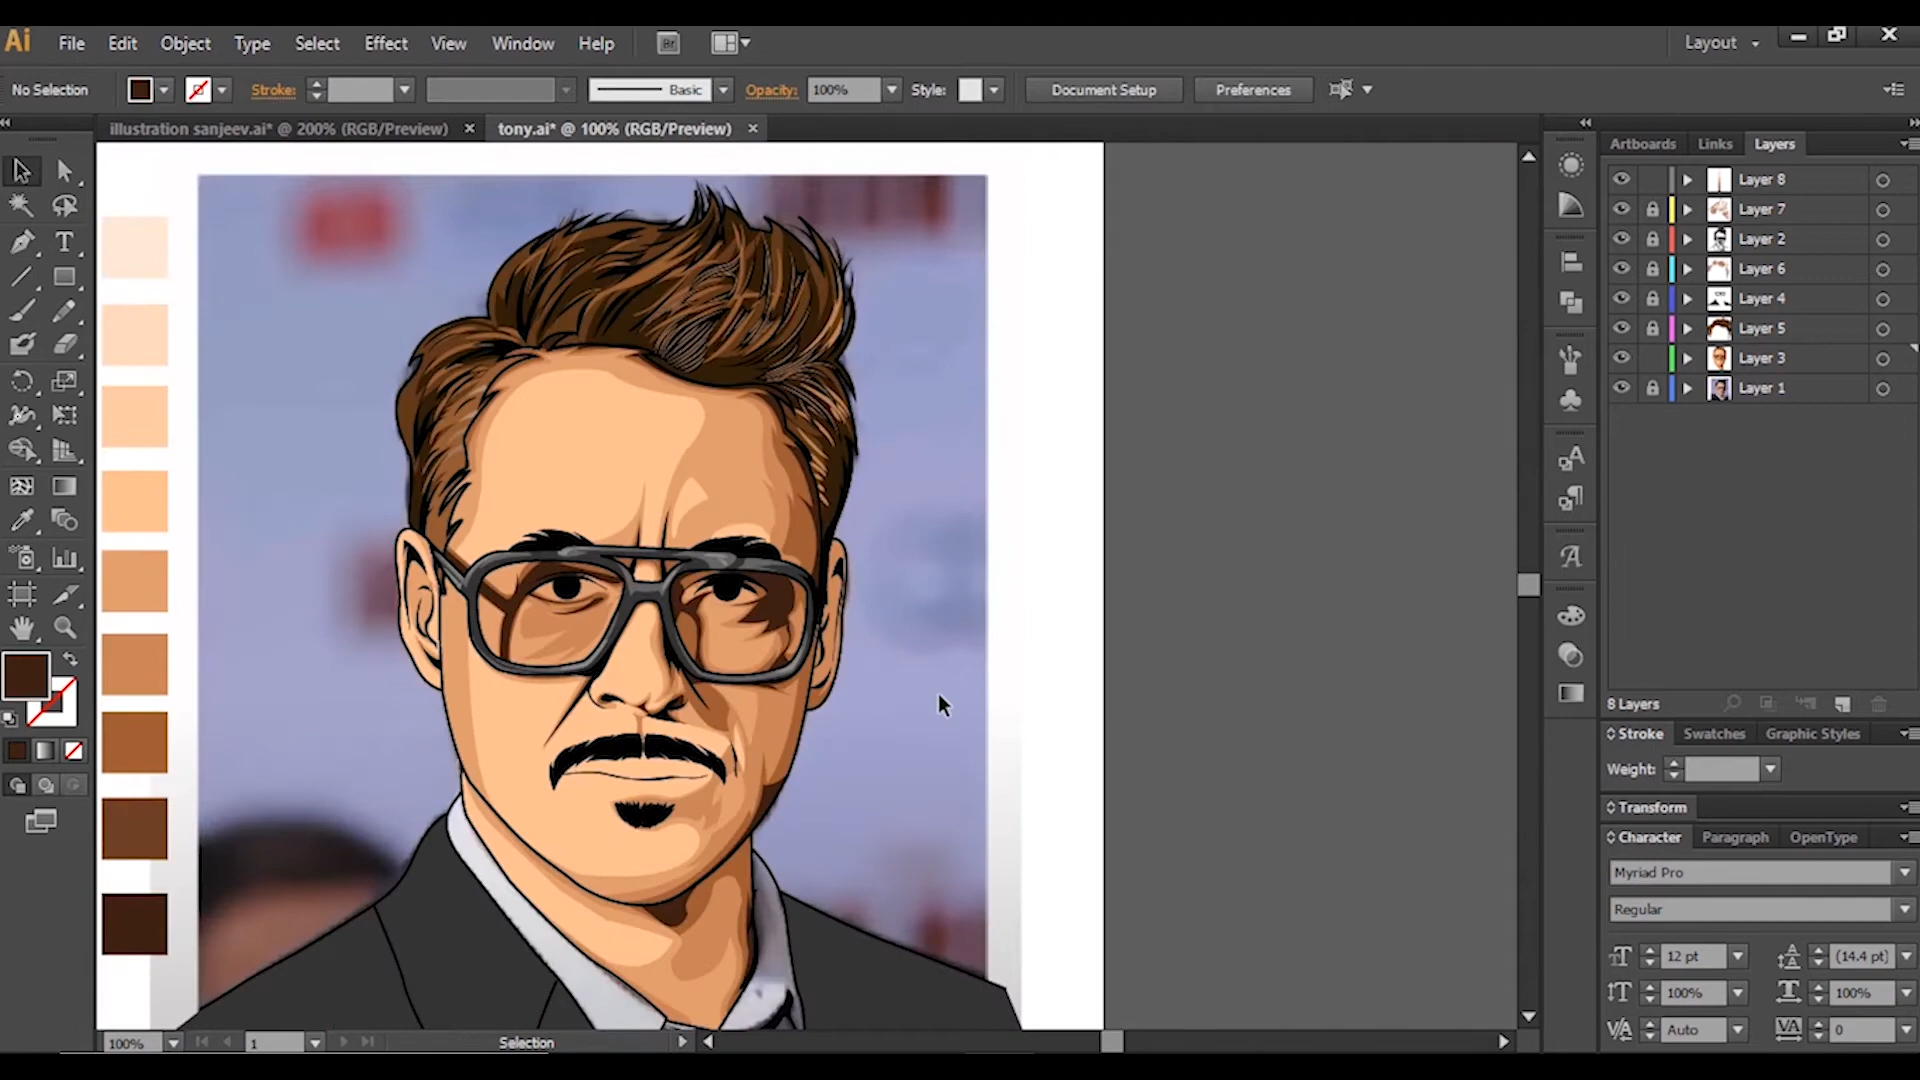 Ai File Edit Object Type Select Effect View Window Help Br Layout
No Selection Stroke: Basic Opacity: 100% Style: Document Setup Preferences
illustration sanjeev.ai* @ 200% (RGB/Preview) × tony.ai* @ 100% (RGB/Preview) ×
Artboards Links Layers
Layer 8
Layer 7
Layer 2
Layer 6
Layer 4
Layer 5
Layer 3
Layer 1
8 Layers
Stroke Swatches Graphic Styles
Weight:
Transform
Character Paragraph OpenType
Myriad Pro
Regular
12 pt (14.4 pt)
100% 100%
Auto 0
100% 1 Selection